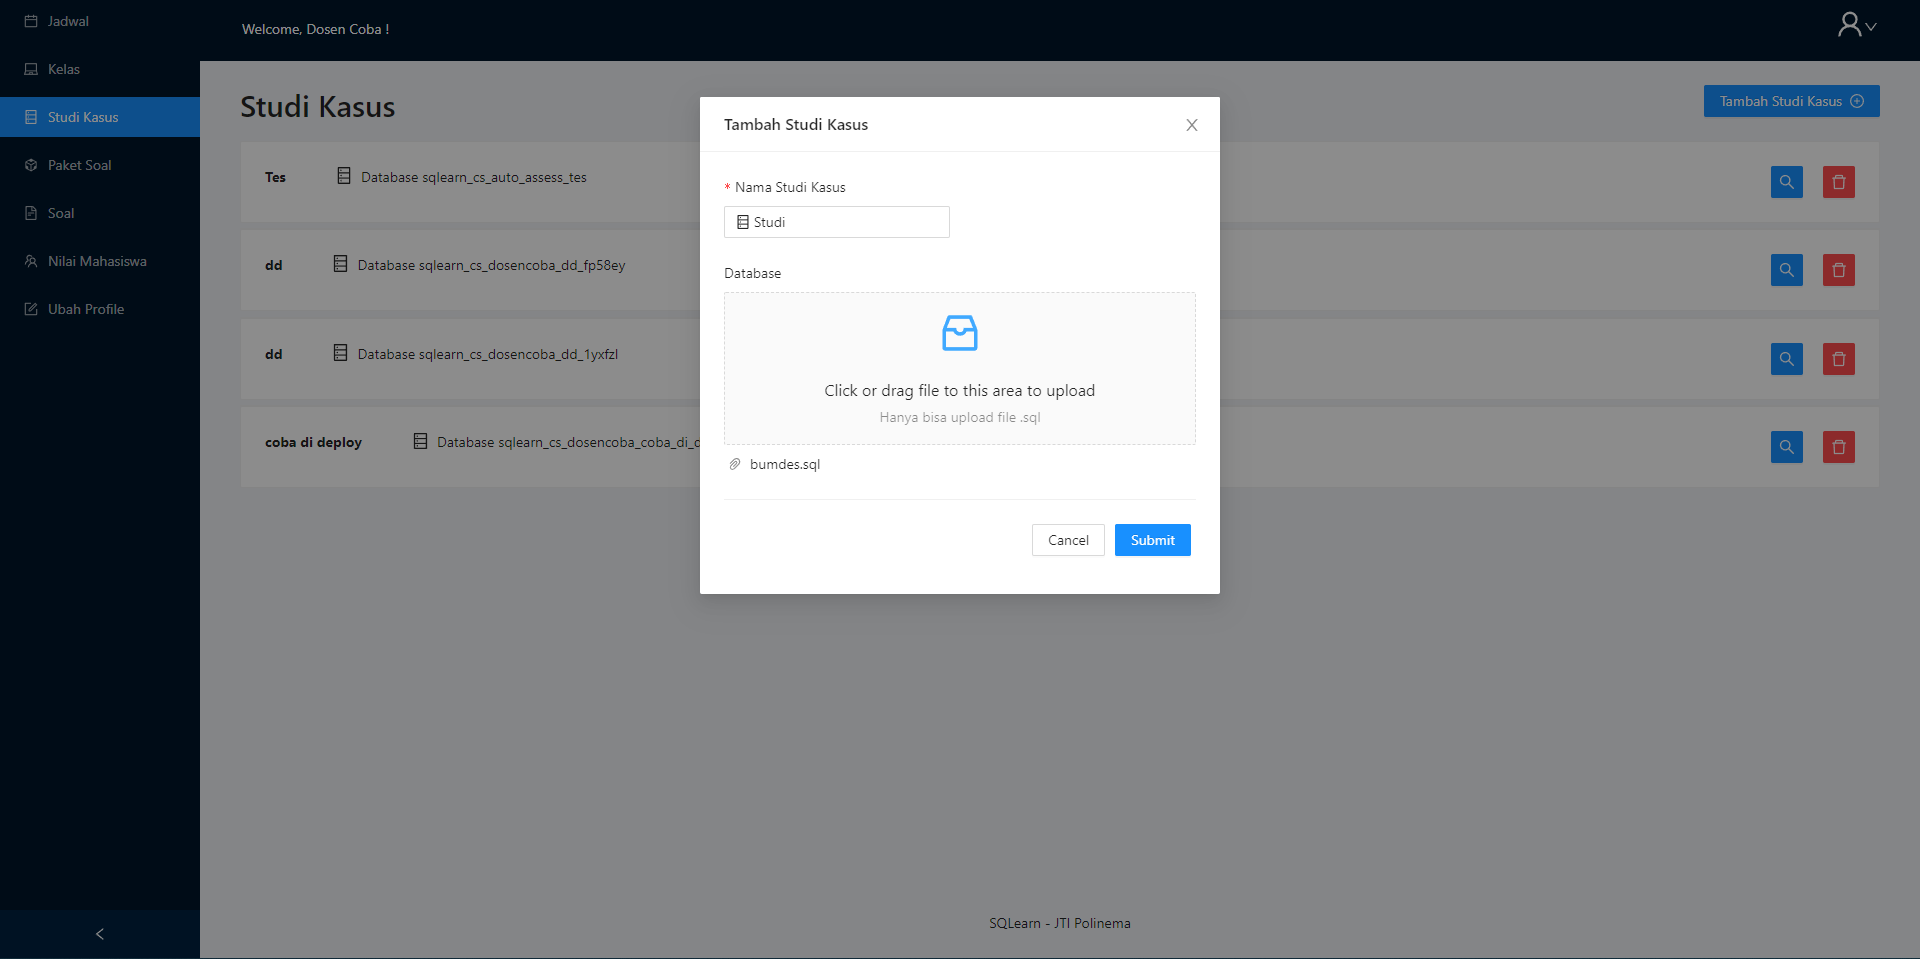 Jadwal
Kelas
Studi Kasus
Paket Soal
Soal
Nilai Mahasiswa
Ubah Profile
Welcome, Dosen Coba !
Studi Kasus
Tambah Studi Kasus
Tes
Database sqlearn_cs_auto_assess_tes
dd
Database sqlearn_cs_dosencoba_dd_fp58ey
dd
Database sqlearn_cs_dosencoba_dd_1yxfzl
coba di deploy
Database sqlearn_cs_dosencoba_coba_di_
Tambah Studi Kasus
* Nama Studi Kasus
Studi
Database
Click or drag file to this area to upload
Hanya bisa upload file .sql
bumdes.sql
Cancel
Submit
SQLearn - JTI Polinema